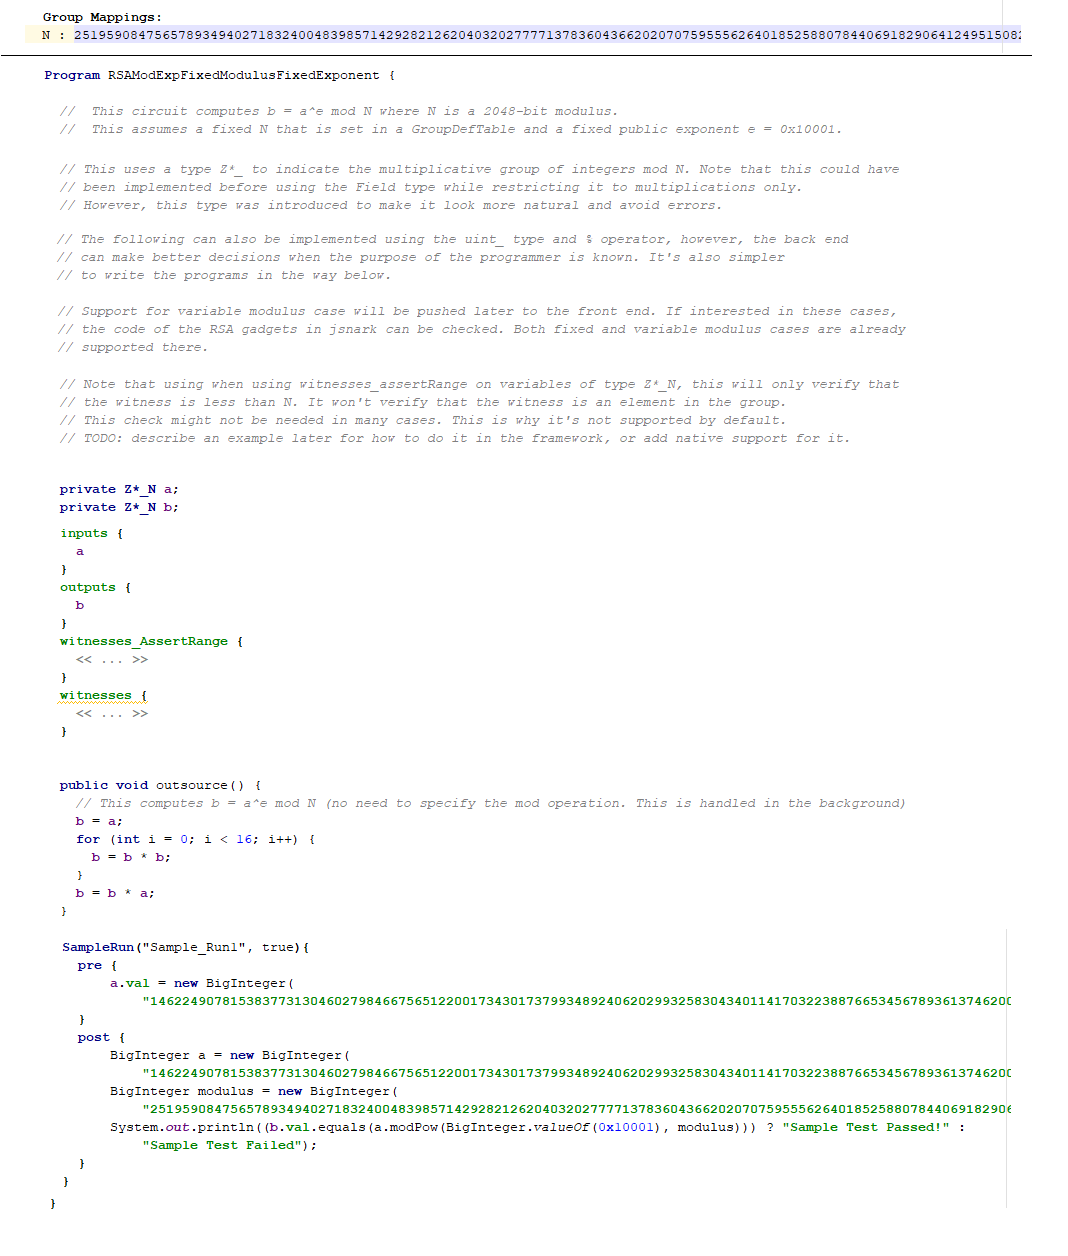 Group Mappings:
N : 25195908475657893494027183240048398571429282126204032027777137836043662020707595556264018525880784406918290641249515082
Program RSAModExpFixedModulusFixedExponent {
// This circuit computes b = a^e mod N where N is a 2048-bit modulus.
// This assumes a fixed N that is set in a GroupDefTable and a fixed public exponent e = 0x10001.
// This uses a type Z*_ to indicate the multiplicative group of integers mod N. Note that this could have
// been implemented before using the Field type while restricting it to multiplications only.
// However, this type was introduced to make it look more natural and avoid errors.
// The following can also be implemented using the uint_ type and % operator, however, the back end
// can make better decisions when the purpose of the programmer is known. It's also simpler
// to write the programs in the way below.
// Support for variable modulus case will be pushed later to the front end. If interested in these cases,
// the code of the RSA gadgets in jsnark can be checked. Both fixed and variable modulus cases are already
// supported there.
// Note that using when using witnesses_assertRange on variables of type Z*_N, this will only verify that
// the witness is less than N. It won't verify that the witness is an element in the group.
// This check might not be needed in many cases. This is why it's not supported by default.
// TODO: describe an example later for how to do it in the framework, or add native support for it.
private Z*_N a;
private Z*_N b;
inputs {
a
}
outputs {
b
}
witnesses_AssertRange {
<< ... >>
}
witnesses {
<< ... >>
}
public void outsource() {
// This computes b = a^e mod N (no need to specify the mod operation. This is handled in the background)
b = a;
for (int i = 0; i < 16; i++) {
b = b * b;
}
b = b * a;
}
SampleRun("Sample_Run1", true){
pre {
a.val = new BigInteger(
"14622490781538377313046027984667565122001734301737993489240620299325830434011417032238876653456789361374620
}
post {
BigInteger a = new BigInteger(
"14622490781538377313046027984667565122001734301737993489240620299325830434011417032238876653456789361374620
BigInteger modulus = new BigInteger(
"2519590847565789349402718324004839857142928212620403202777713783604366202070759555626401852588078440691829
System.out.println((b.val.equals(a.modPow(BigInteger.valueOf(0x10001), modulus))) ? "Sample Test Passed!" :
"Sample Test Failed");
}
}
}